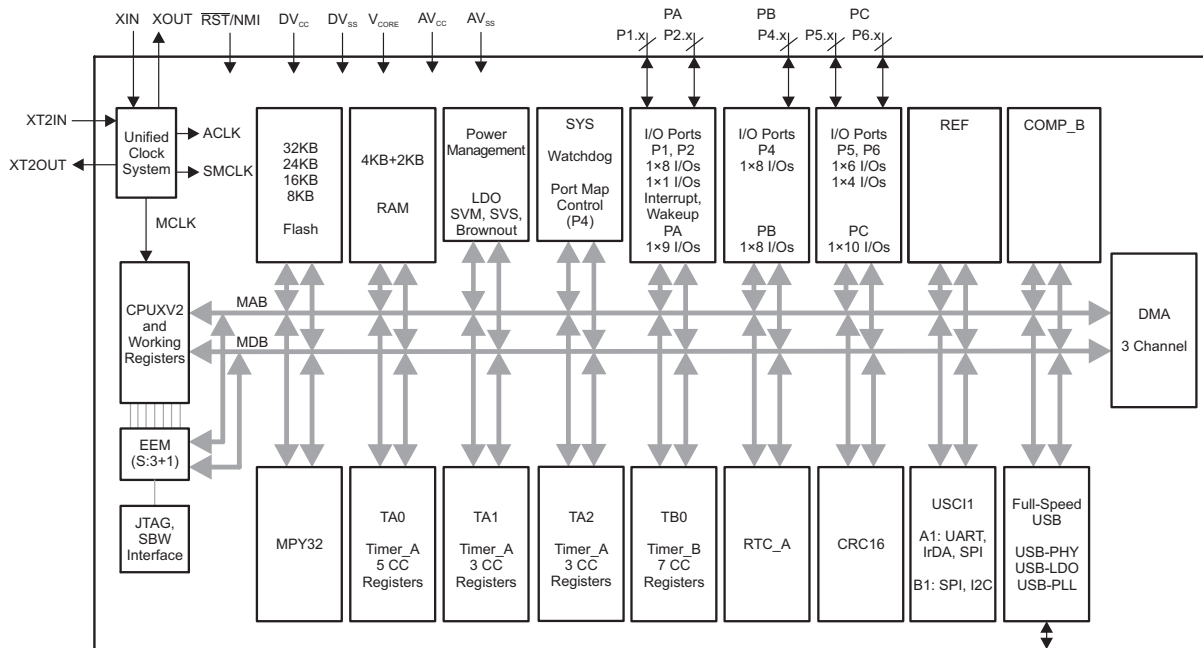 XIN
XOUT
RST/NMI
DVCC
DVSS
VCORE
AVCC
AVSS
PA
P1.x
P2.x
PB
P4.x
PC
P5.x
P6.x
XT2IN
XT2OUT
Unified
Clock
System
ACLK
SMCLK
MCLK
32KB
24KB
16KB
8KB
Flash
4KB+2KB
RAM
Power
Management
LDO
SVM, SVS,
Brownout
SYS
Watchdog
Port Map
Control
(P4)
I/O Ports
P1, P2
1×8 I/Os
1×1 I/Os
Interrupt,
Wakeup
PA
1×9 I/Os
I/O Ports
P4
1×8 I/Os
PB
1×8 I/Os
I/O Ports
P5, P6
1×6 I/Os
1×4 I/Os
PC
1×10 I/Os
REF
COMP_B
CPUXV2
and
Working
Registers
MAB
MDB
DMA
3 Channel
EEM
(S:3+1)
JTAG,
SBW
Interface
MPY32
TA0
Timer_A
5 CC
Registers
TA1
Timer_A
3 CC
Registers
TA2
Timer_A
3 CC
Registers
TB0
Timer_B
7 CC
Registers
RTC_A
CRC16
USCI1
A1: UART,
IrDA, SPI
B1: SPI, I2C
Full-Speed
USB
USB-PHY
USB-LDO
USB-PLL